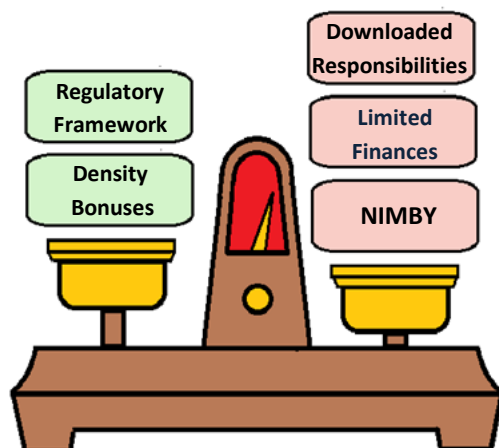 Regulatory
Framework
Density
Bonuses
Downloaded
Responsibilities
Limited
Finances
NIMBY